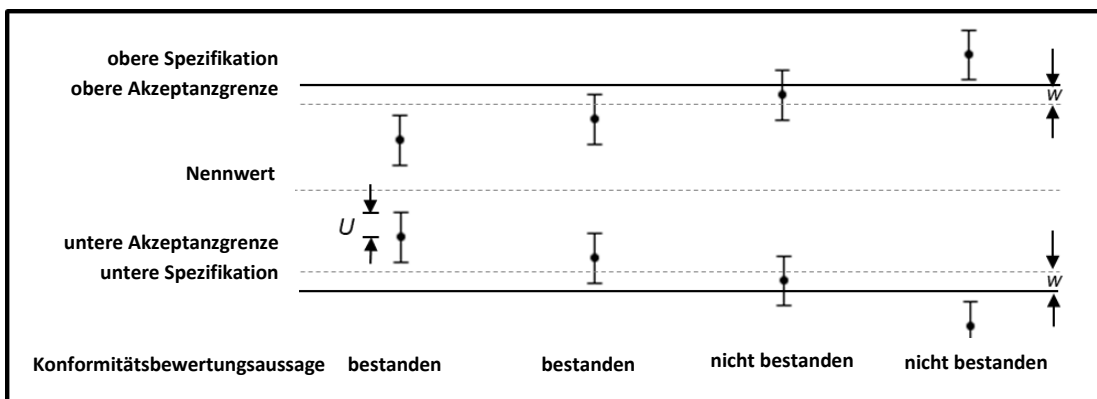 obere Spezifikation
obere Akzeptanzgrenze
w
Nennwert
U
untere Akzeptanzgrenze
untere Spezifikation
w
Konformitätsbewertungsaussage bestanden bestanden nicht bestanden nicht bestanden